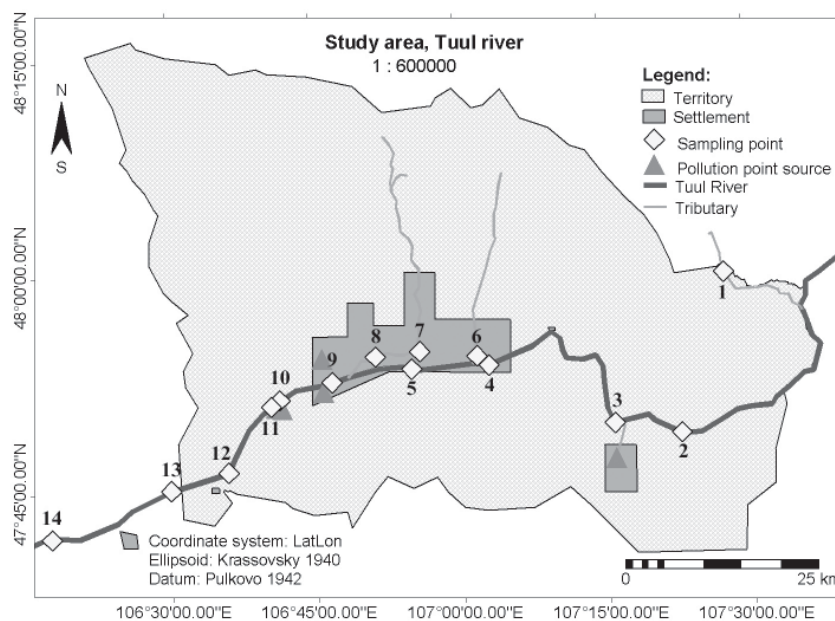 Study area, Tuul river
1 : 600000
N
S
Legend:
Territory
Settlement
Sampling point
Pollution point source
Tuul River
Tributary
48°15'00.00"N
48°00'00.00"N
47°45'00.00"N
1
2
3
4
5
6
7
8
9
10
11
12
13
14
Coordinate system: LatLon
Ellipsoid: Krassovsky 1940
Datum: Pulkovo 1942
0 25 km
106°30'00.00"E 106°45'00.00"E 107°00'00.00"E 107°15'00.00"E 107°30'00.00"E